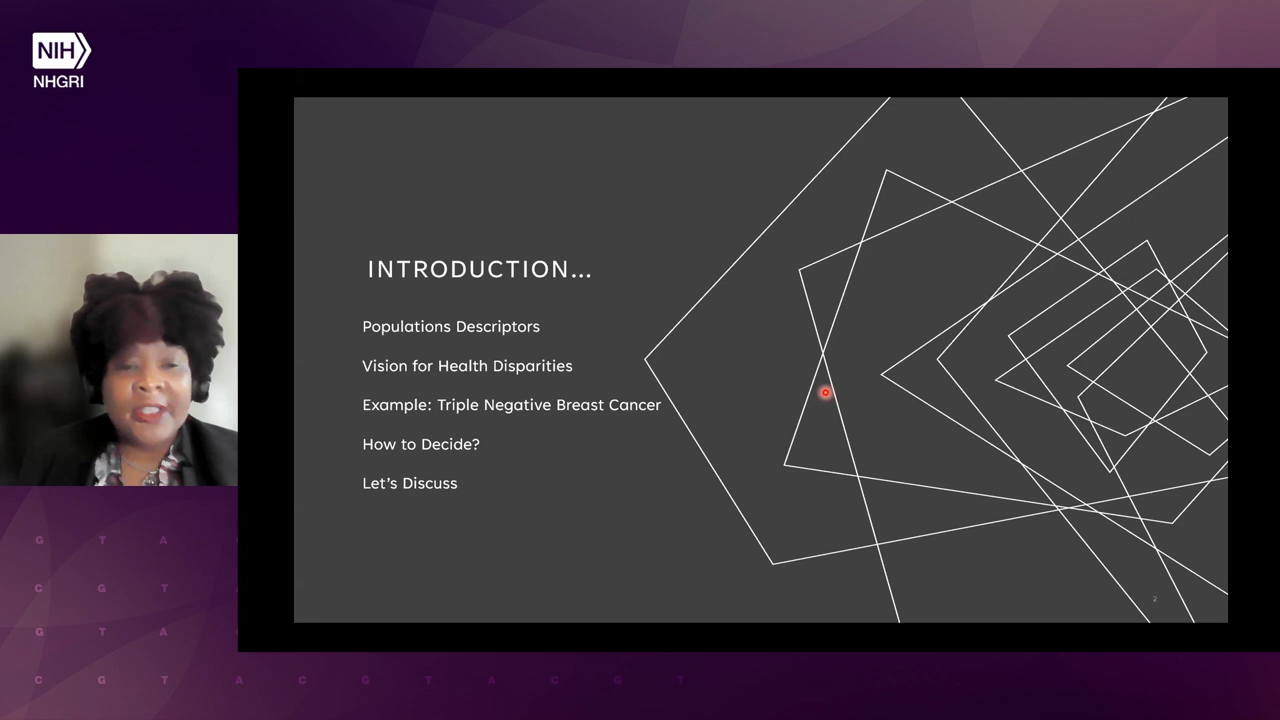 NIH
NHGRI
INTRODUCTION...
Populations Descriptors
Vision for Health Disparities
Example: Triple Negative Breast Cancer
How to Decide?
Let's Discuss
2
G T A
C G T
G T A
C G T A C G T A C G T